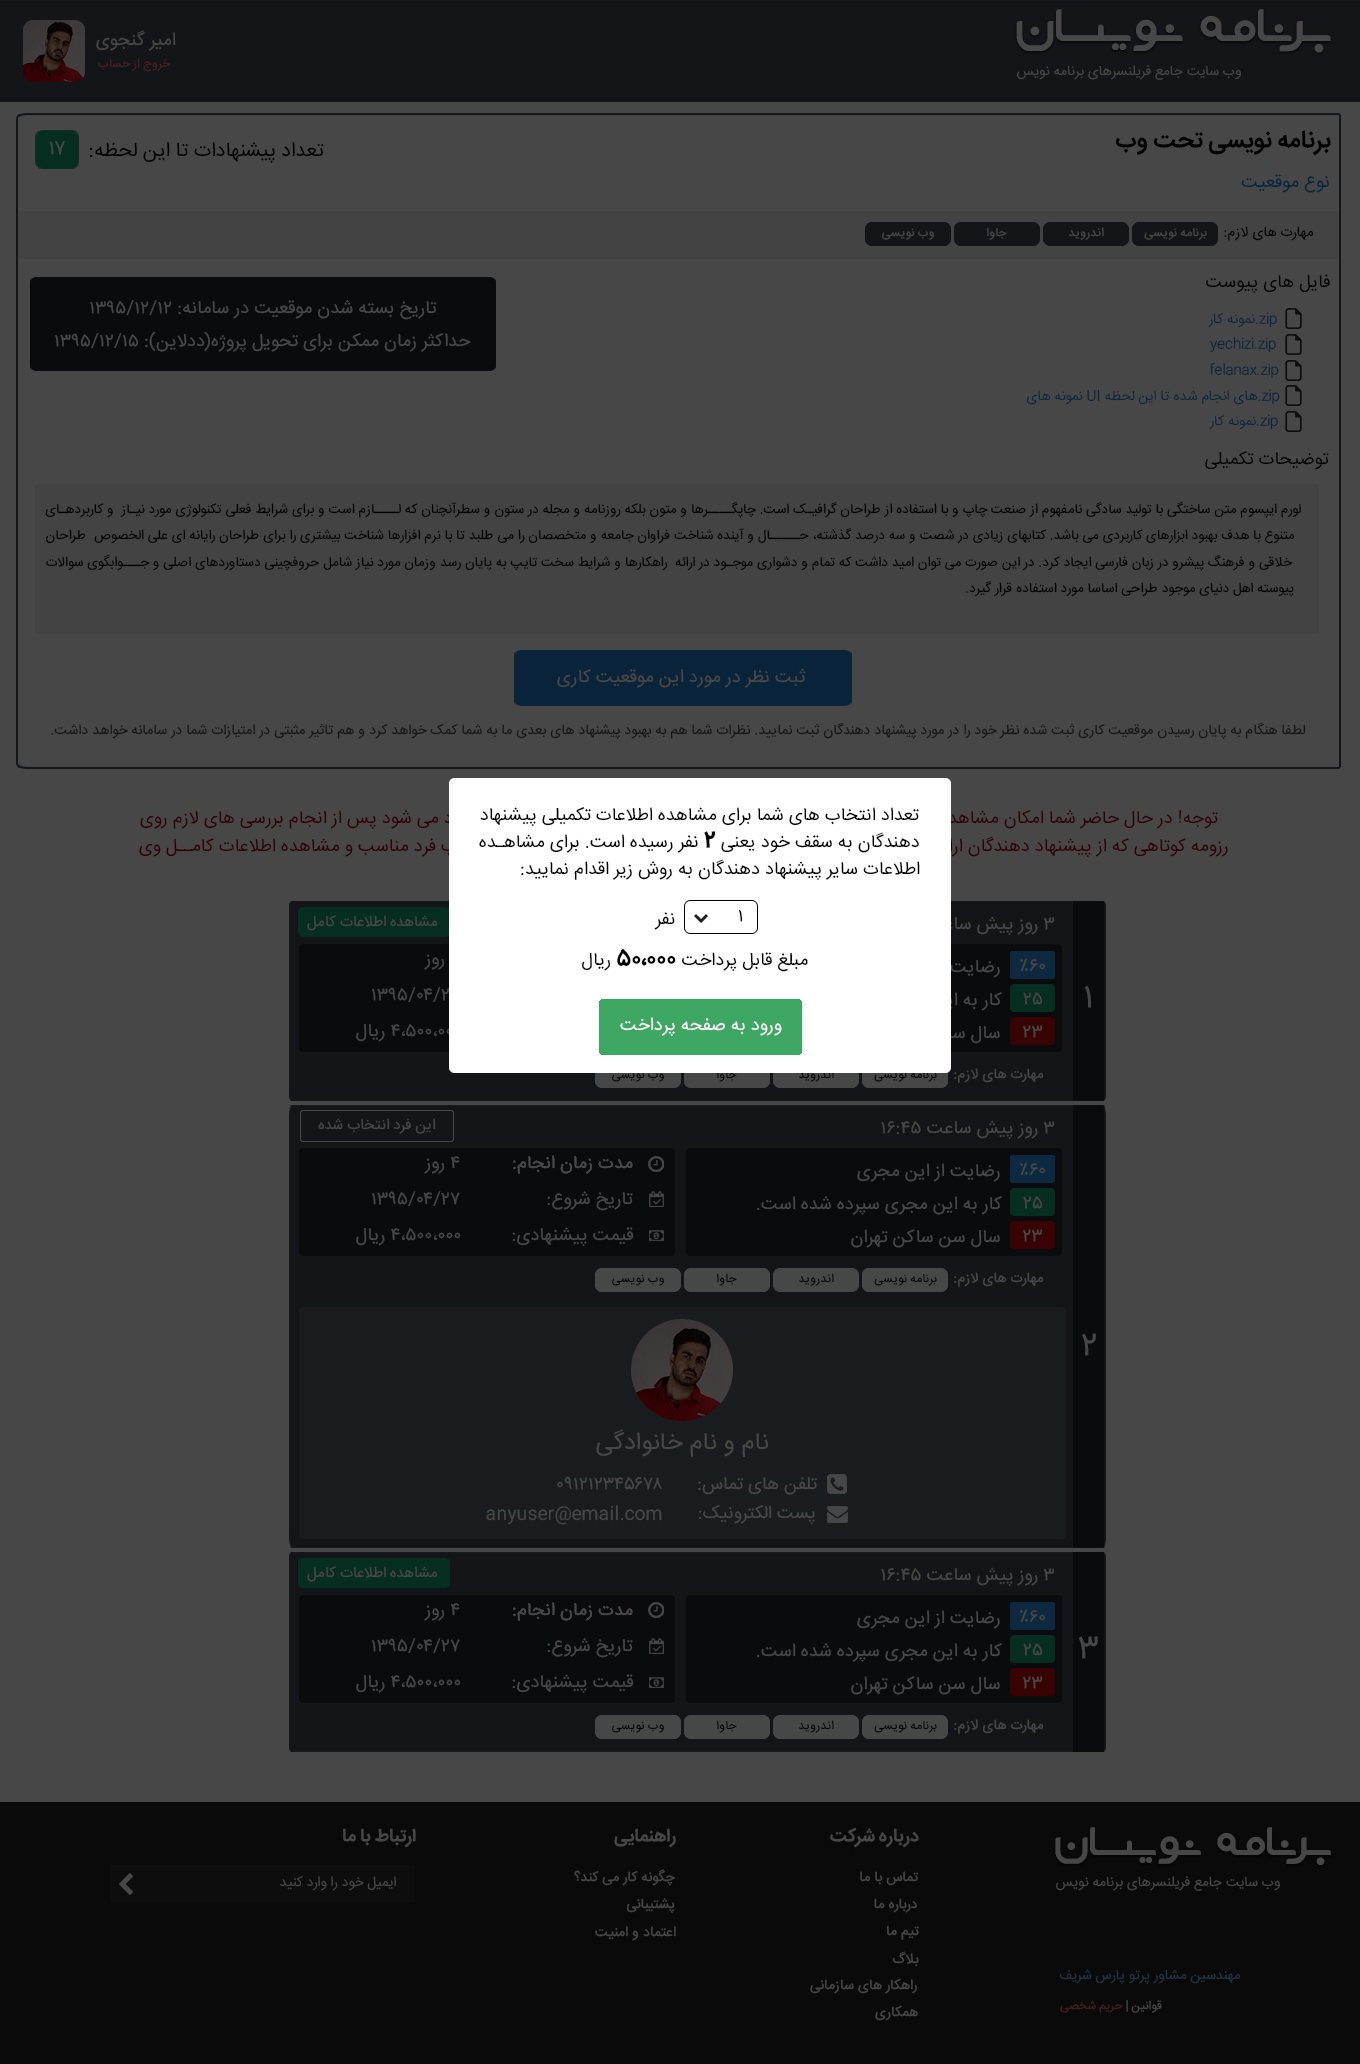 برنامه نویسان
وب سایت جامع فریلنسرهای برنامه نویس
امیر گنجوی
خروج از حساب
برنامه نویسی تحت وب
تعداد پیشنهادات تا این لحظه: ۱۷
نوع موقعیت
مهارت های لازم: برنامه نویسی اندروید جاوا وب نویسی
فایل های پیوست
نمونه کار.zip
yechizi.zip
felanax.zip
نمونه های UI های انجام شده تا این لحظه.zip
نمونه کار.zip
تاریخ بسته شدن موقعیت در سامانه: ۱۳۹۵/۱۲/۱۲
حداکثر زمان ممکن برای تحویل پروژه(ددلاین): ۱۳۹۵/۱۲/۱۵
توضیحات تکمیلی
لورم ایپسوم متن ساختگی با تولید سادگی نامفهوم از صنعت چاپ و با استفاده از طراحان گرافیـک است. چاپگــــرها و متون بلکه روزنامه و مجله در ستون و سطرآنچنان که لــــازم است و برای شرایط فعلی تکنولوژی مورد نیـاز و کاربردهـای
متنوع با هدف بهبود ابزارهای کاربردی می باشد. کتابهای زیادی در شصت و سه درصد گذشته، حـــــال و آینده شناخت فراوان جامعه و متخصصان را می طلبد تا با نرم افزارها شناخت بیشتری را برای طراحان رایانه ای علی الخصوص طراحان
خلاقی و فرهنگ پیشرو در زبان فارسی ایجاد کرد. در این صورت می توان امید داشت که تمام و دشواری موجـود در ارائه راهکارها و شرایط سخت تایپ به پایان رسد وزمان مورد نیاز شامل حروفچینی دستاوردهای اصلی و جـــوابگوی سوالات
پیوسته اهل دنیای موجود طراحی اساسا مورد استفاده قرار گیرد.
ثبت نظر در مورد این موقعیت کاری
لطفا هنگام به پایان رسیدن موقعیت کاری ثبت شده نظر خود را در مورد پیشنهاد دهندگان ثبت نمایید. نظرات شما هم به بهبود پیشنهاد های بعدی ما به شما کمک خواهد کرد و هم تاثیر مثبتی در امتیازات شما در سامانه خواهد داشت.
توجه! در حال حاضر شما امکان مشاهد
می شود پس از انجام بررسی های لازم روی
رزومه کوتاهی که از پیشنهاد دهندگان
فرد مناسب و مشاهده اطلاعات کامــل وی
تعداد انتخاب های شما برای مشاهده اطلاعات تکمیلی پیشنهاد
دهندگان به سقف خود یعنی ۲ نفر رسیده است. برای مشاهـده
اطلاعات سایر پیشنهاد دهندگان به روش زیر اقدام نمایید:
۱ نفر
مبلغ قابل پرداخت ۵۰،۰۰۰ ریال
ورود به صفحه پرداخت
۱
۳ روز پیش
مشاهده اطلاعات کامل
٪۶۰ رضایت
روز
۲۵ کار به
۱۳۹۵/۰۴/۲
۲۳ سال
۴،۵۰۰،۰۰ ریال
مهارت های لازم: برنامه نویسی اندروید جاوا وب نویسی
۲
۳ روز پیش ساعت ۱۶:۴۵
این فرد انتخاب شده
٪۶۰ رضایت از این مجری
مدت زمان انجام: ۴ روز
۲۵ کار به این مجری سپرده شده است.
تاریخ شروع: ۱۳۹۵/۰۴/۲۷
۲۳ سال سن ساکن تهران
قیمت پیشنهادی: ۴،۵۰۰،۰۰۰ ریال
مهارت های لازم: برنامه نویسی اندروید جاوا وب نویسی
نام و نام خانوادگی
تلفن های تماس: ۰۹۱۲۱۲۳۴۵۶۷۸
پست الکترونیک: anyuser@email.com
۳
۳ روز پیش ساعت ۱۶:۴۵
مشاهده اطلاعات کامل
٪۶۰ رضایت از این مجری
مدت زمان انجام: ۴ روز
۲۵ کار به این مجری سپرده شده است.
تاریخ شروع: ۱۳۹۵/۰۴/۲۷
۲۳ سال سن ساکن تهران
قیمت پیشنهادی: ۴،۵۰۰،۰۰۰ ریال
مهارت های لازم: برنامه نویسی اندروید جاوا وب نویسی
برنامه نویسان
وب سایت جامع فریلنسرهای برنامه نویس
مهندسین مشاور پرتو پارس شریف
قوانین | حریم شخصی
درباره شرکت
تماس با ما
درباره ما
تیم ما
بلاگ
راهکار های سازمانی
همکاری
راهنمایی
چگونه کار می کند؟
پشتیبانی
اعتماد و امنیت
ارتباط با ما
ایمیل خود را وارد کنید